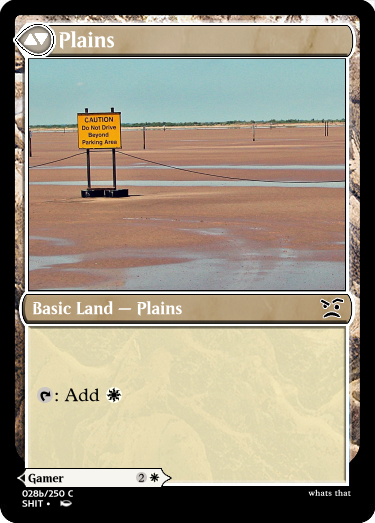 Plains
CAUTION
Do Not Drive
Beyond
Parking Area
Basic Land — Plains
: Add
Gamer 2
028b/250 C
SHIT •
whats that